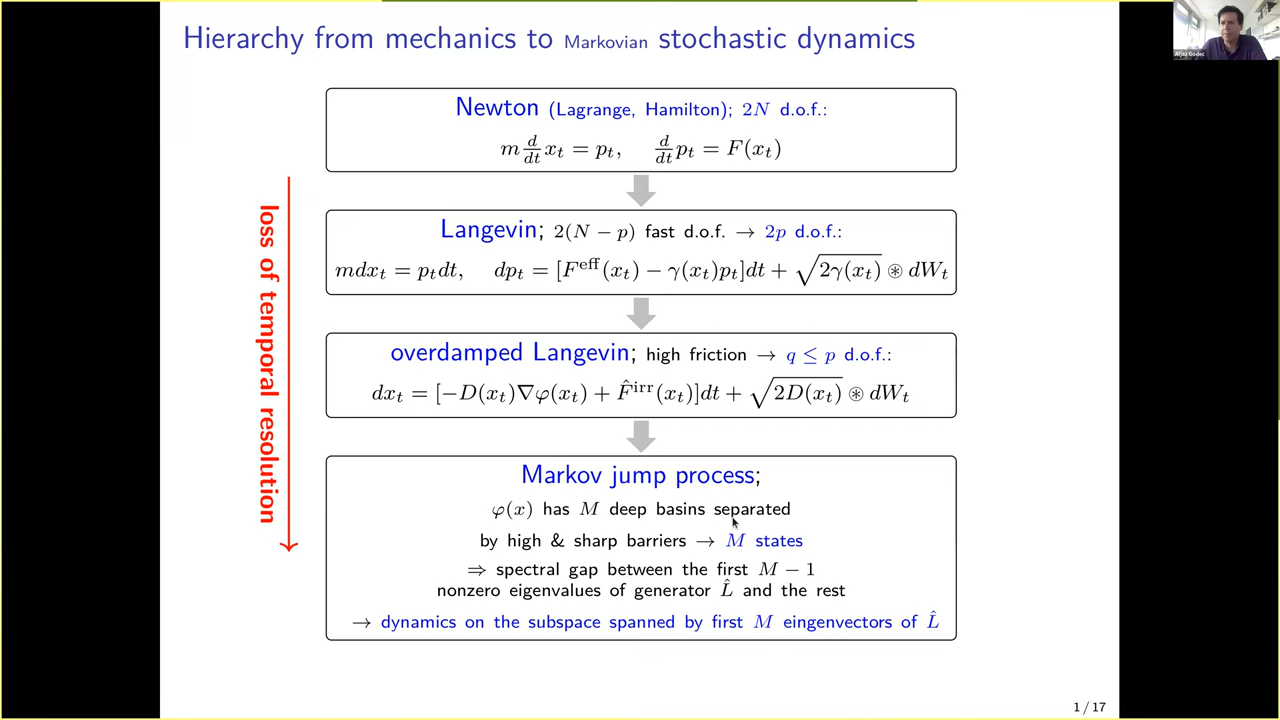 Hierarchy from mechanics to Markovian stochastic dynamics
Aljaz Godec
Newton (Lagrange, Hamilton); 2N d.o.f.:
m d/dt x_t = p_t, d/dt p_t = F(x_t)
loss of temporal resolution
Langevin; 2(N − p) fast d.o.f. → 2p d.o.f.:
mdx_t = p_t dt, dp_t = [F^eff(x_t) − γ(x_t)p_t]dt + √2γ(x_t) ⊛ dW_t
overdamped Langevin; high friction → q ≤ p d.o.f.:
dx_t = [−D(x_t)∇φ(x_t) + F̂^irr(x_t)]dt + √2D(x_t) ⊛ dW_t
Markov jump process;
φ(x) has M deep basins separated
by high & sharp barriers → M states
⇒ spectral gap between the first M − 1
nonzero eigenvalues of generator L̂ and the rest
→ dynamics on the subspace spanned by first M eingenvectors of L̂
1 / 17